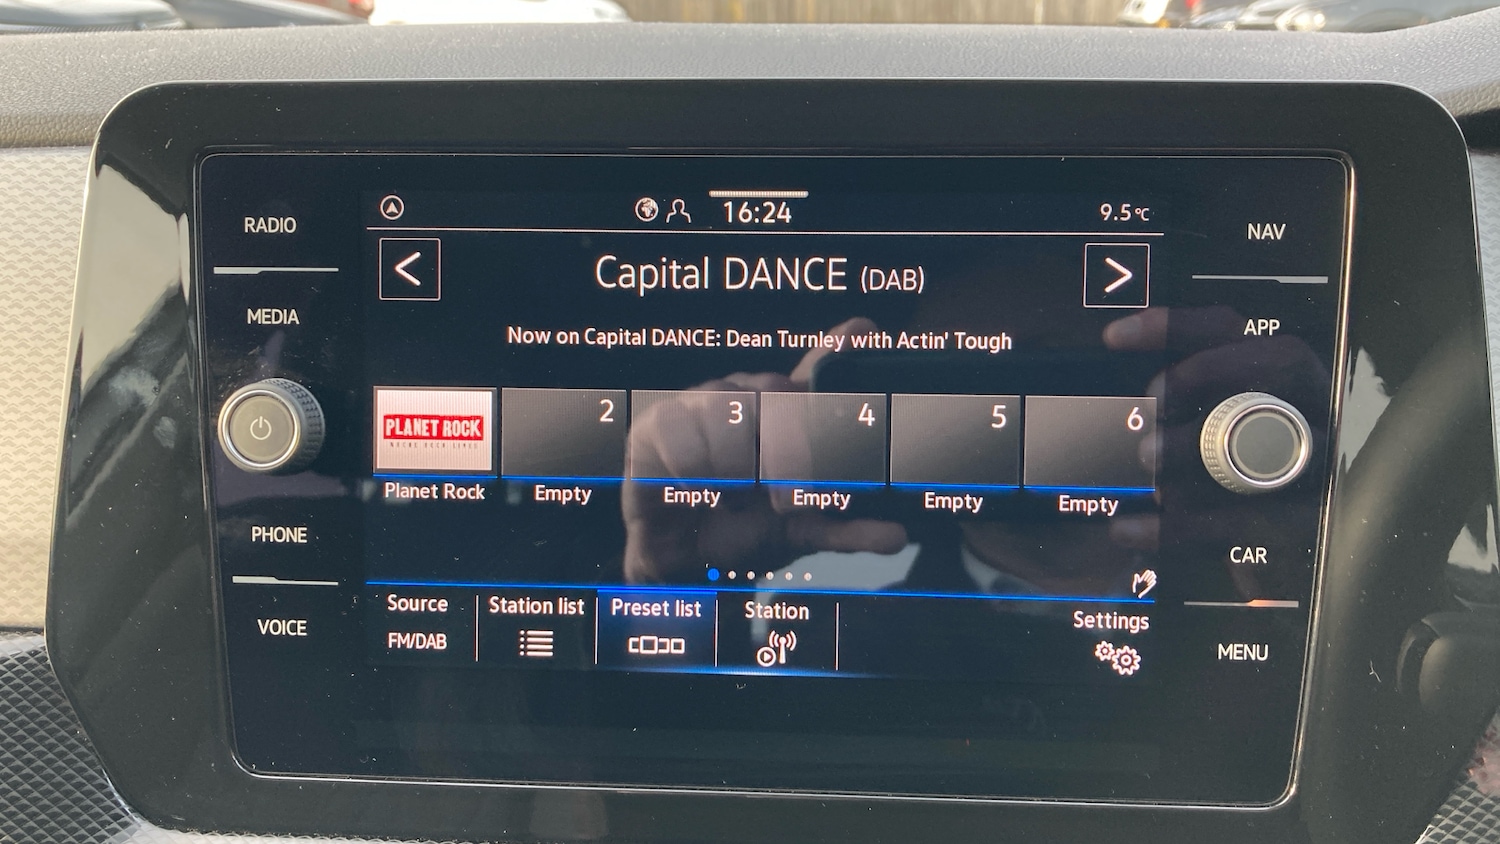 RADIO
MEDIA
PHONE
VOICE
16:24
9.5°C
Capital DANCE (DAB)
Now on Capital DANCE: Dean Turnley with Actin' Tough
PLANET ROCK
2
3
4
5
6
Planet Rock
Empty
Empty
Empty
Empty
Empty
Source
FM/DAB
Station list
Preset list
Station
Settings
NAV
APP
CAR
MENU